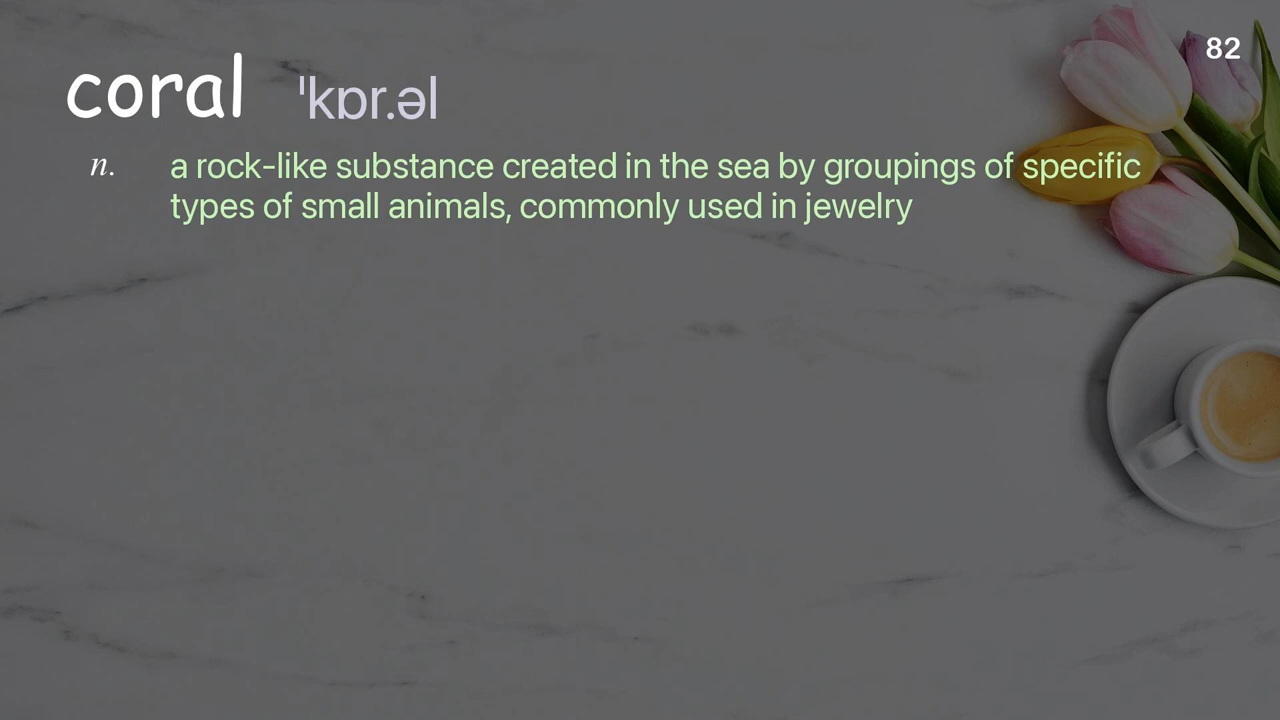 82
coral ˈkɒr.əl
n. a rock-like substance created in the sea by groupings of specific
types of small animals, commonly used in jewelry